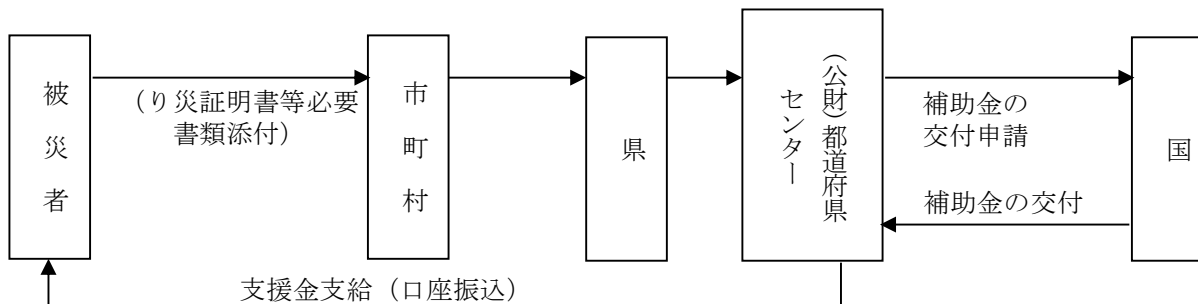 被災者
(り災証明書等必要
書類添付)
市町村
県
(公財)都道府県
センター
補助金の
交付申請
補助金の交付
国
支援金支給(口座振込)